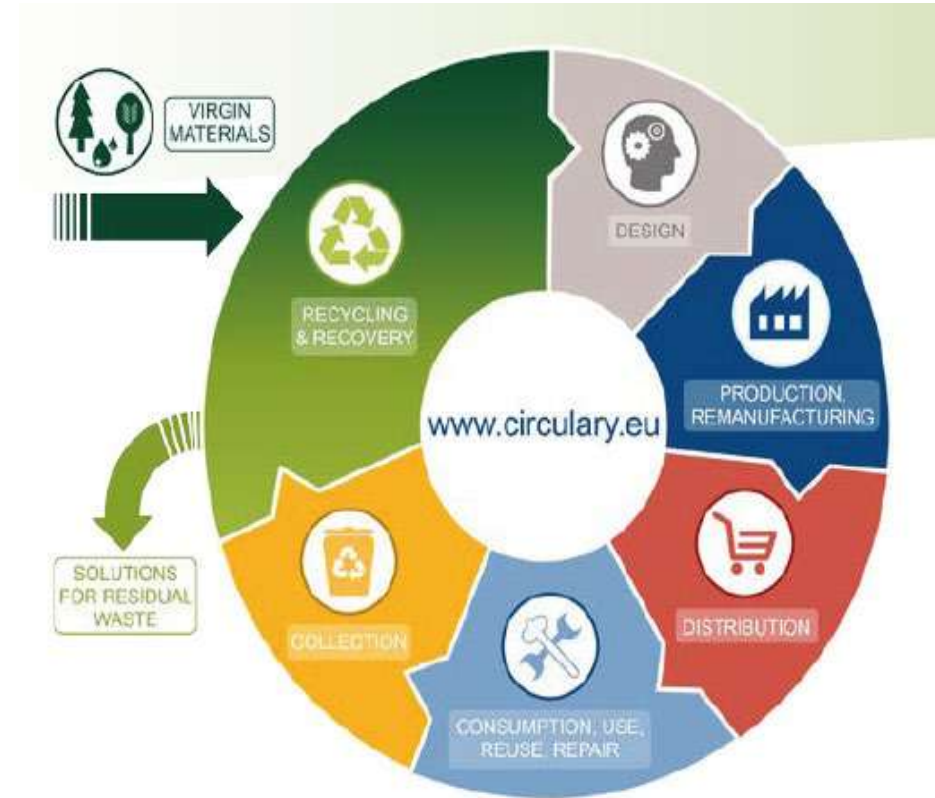 VIRGIN
MATERIALS
DESIGN
RECYCLING
& RECOVERY
PRODUCTION,
REMANUFACTURING
www.circulary.eu
SOLUTIONS
FOR RESIDUAL
WASTE
COLLECTION
DISTRIBUTION
CONSUMPTION, USE,
REUSE, REPAIR